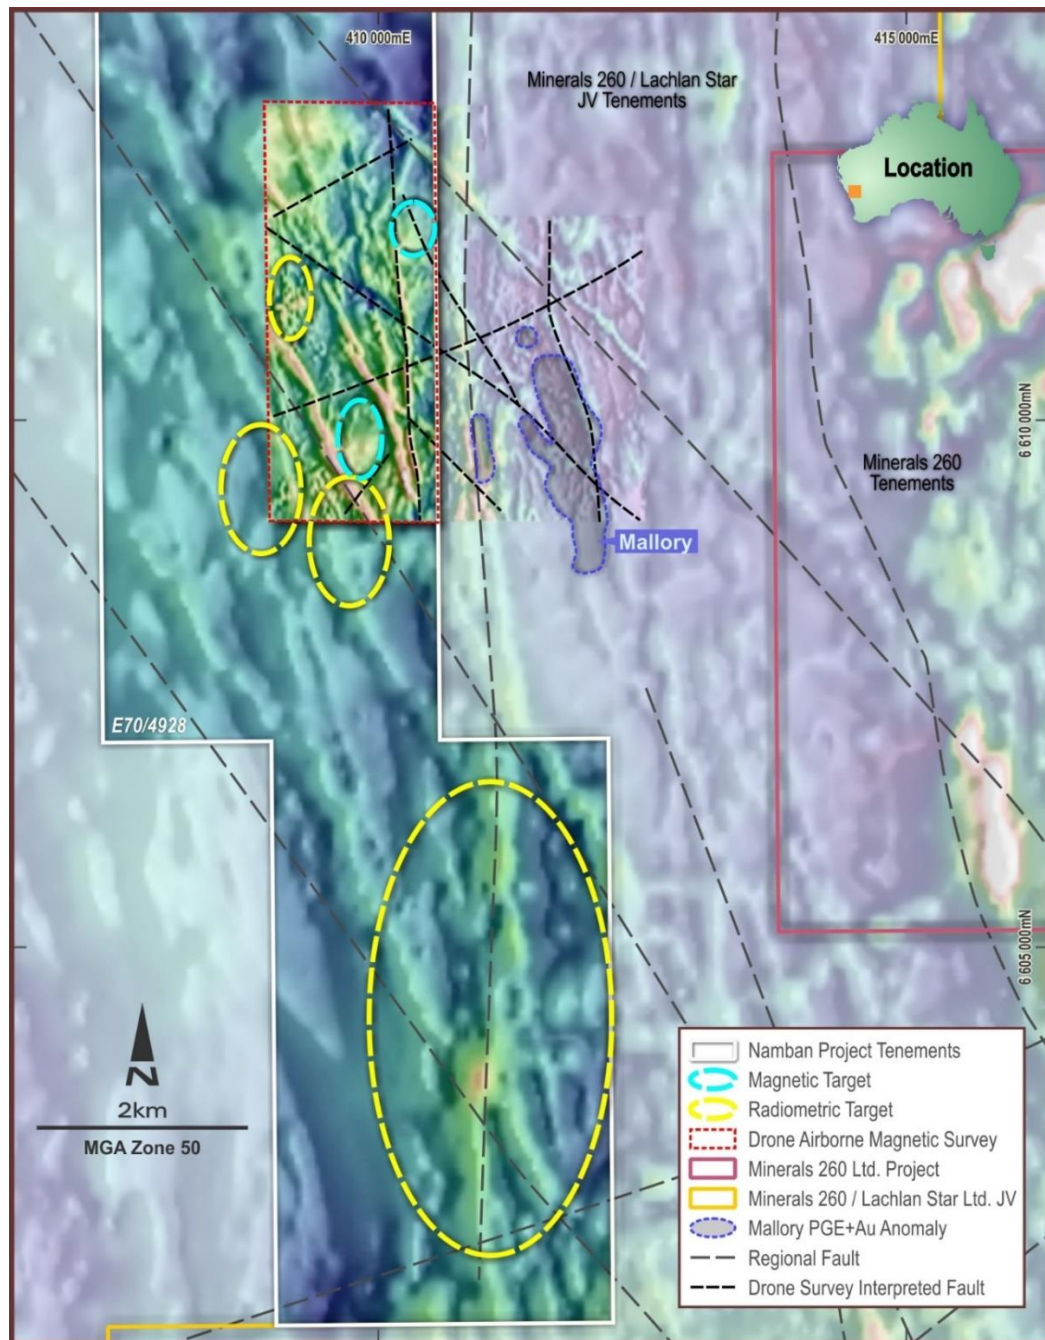 410 000mE
415 000mE
Minerals 260 / Lachlan Star
JV Tenements
Location
6 610 000mN
Minerals 260
Tenements
Mallory
E70/4928
6 605 000mN
N
2km
MGA Zone 50
Namban Project Tenements
Magnetic Target
Radiometric Target
Drone Airborne Magnetic Survey
Minerals 260 Ltd. Project
Minerals 260 / Lachlan Star Ltd. JV
Mallory PGE+Au Anomaly
Regional Fault
Drone Survey Interpreted Fault